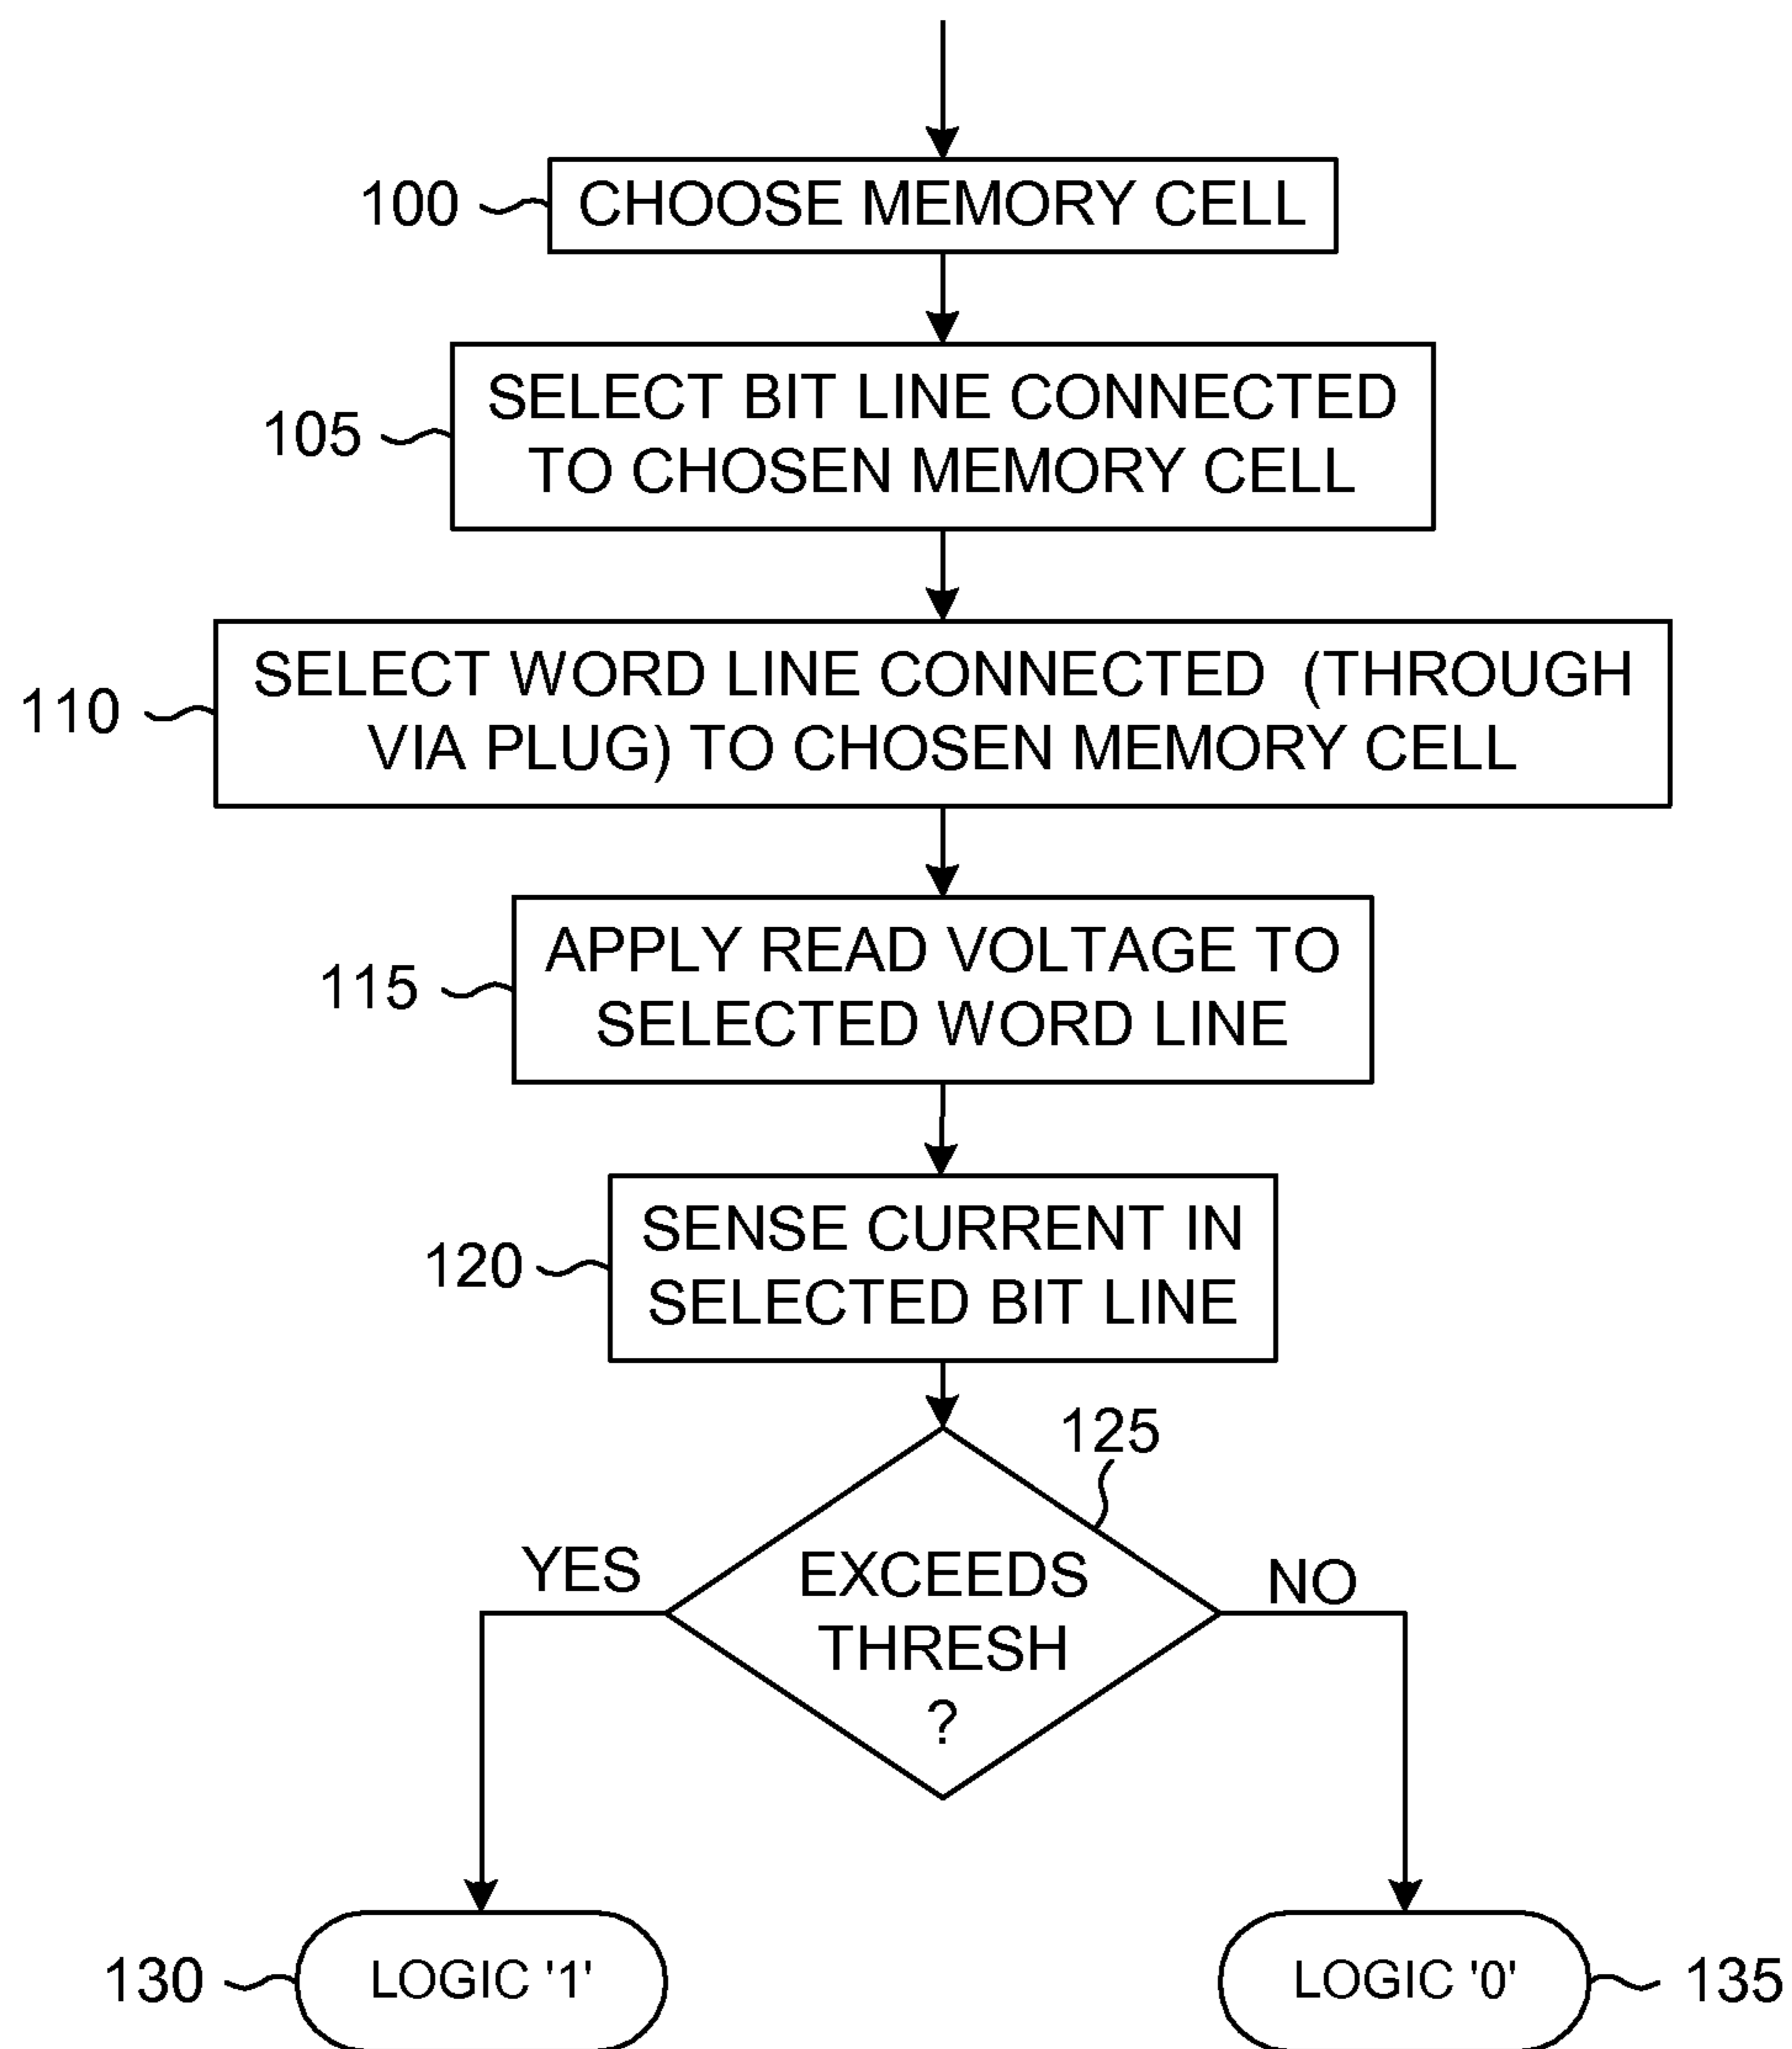 100
CHOOSE MEMORY CELL
105
SELECT BIT LINE CONNECTED
TO CHOSEN MEMORY CELL
110
SELECT WORD LINE CONNECTED (THROUGH
VIA PLUG) TO CHOSEN MEMORY CELL
115
APPLY READ VOLTAGE TO
SELECTED WORD LINE
120
SENSE CURRENT IN
SELECTED BIT LINE
125
YES
EXCEEDS
THRESH
?
NO
130
LOGIC '1'
LOGIC '0'
135